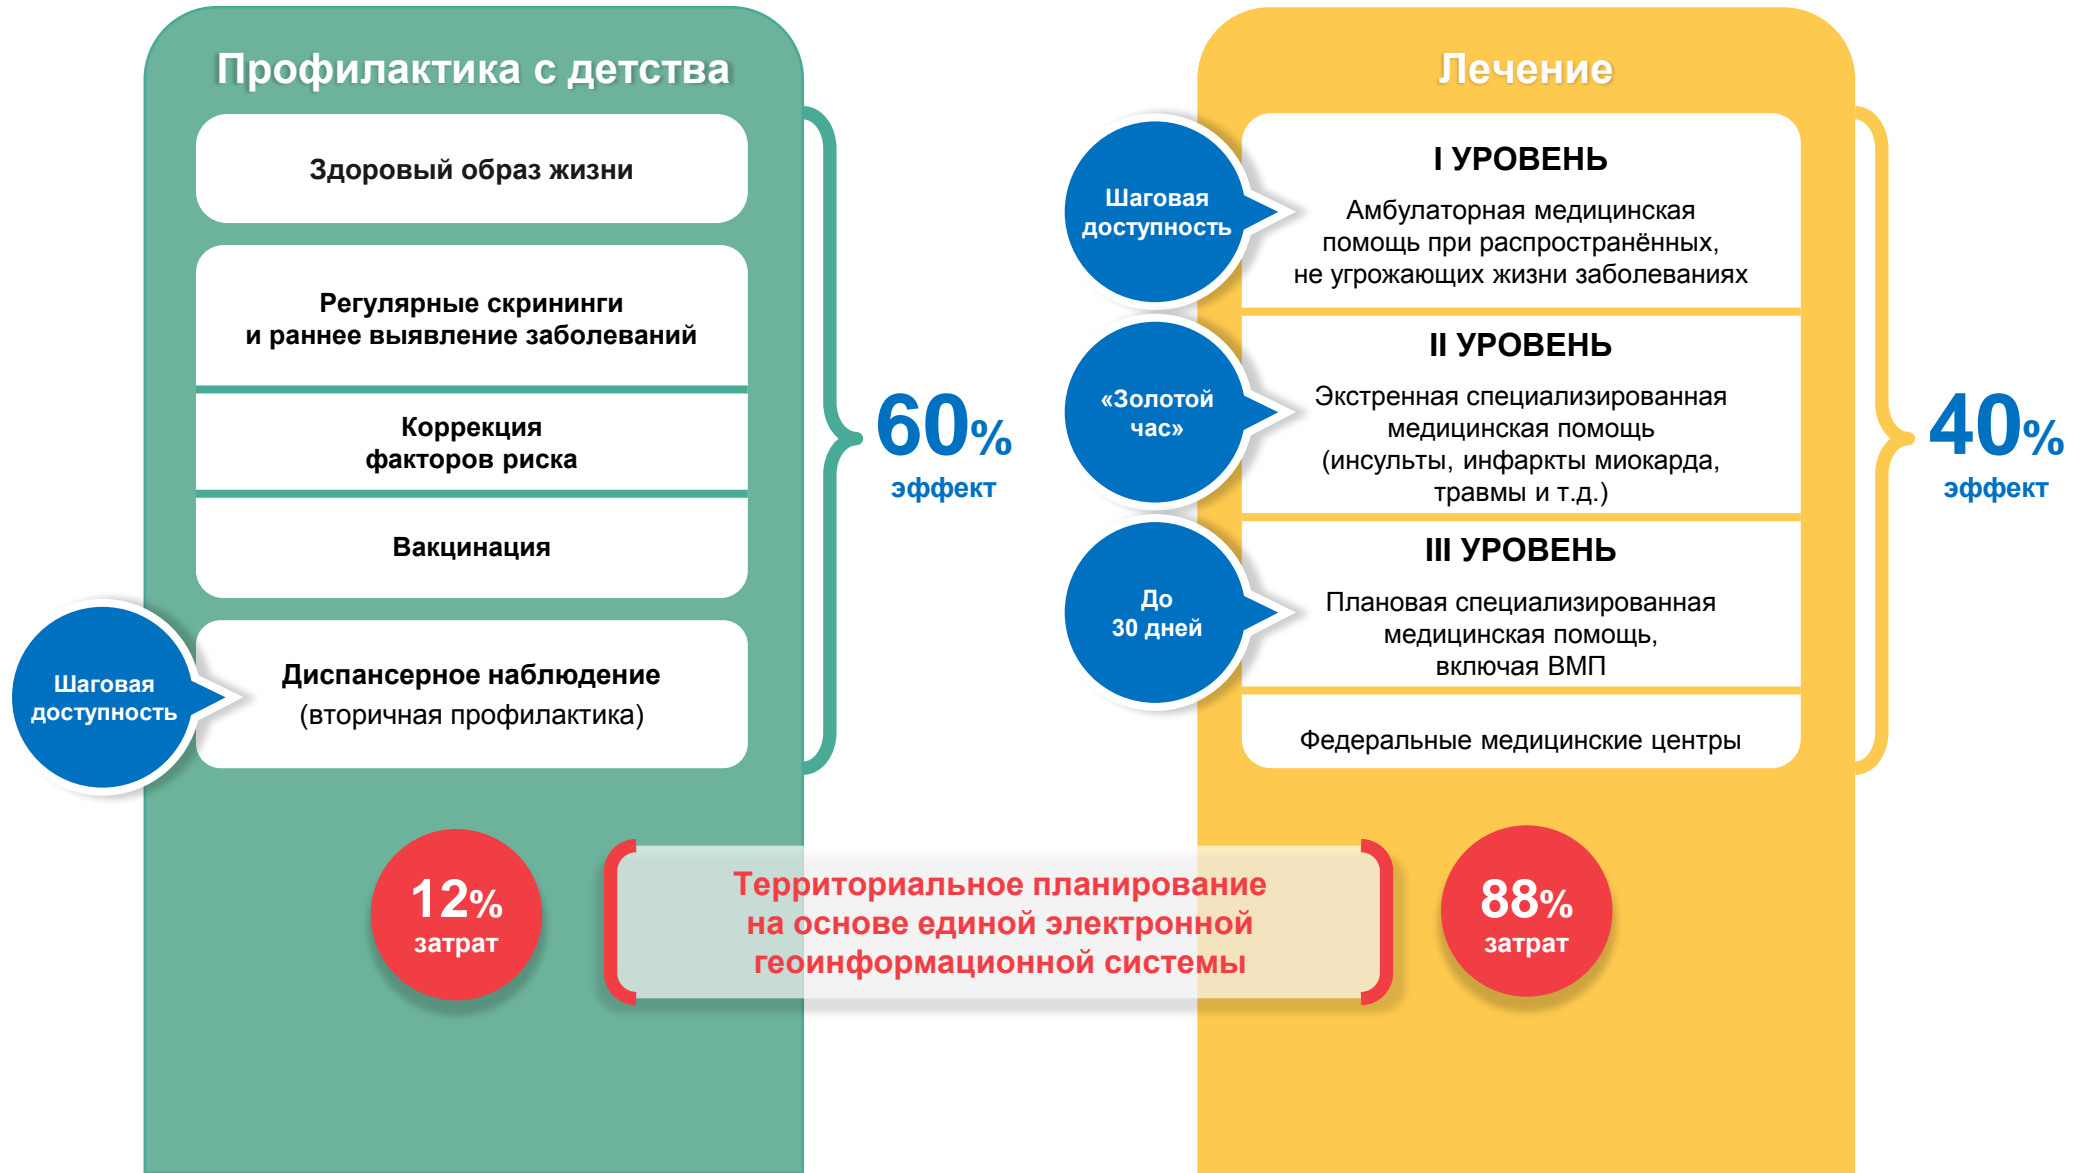 Профилактика с детства
Здоровый образ жизни
Регулярные скрининги
и раннее выявление заболеваний
Коррекция
факторов риска
Вакцинация
Шаговая
доступность
Диспансерное наблюдение
(вторичная профилактика)
60%
эффект
12%
затрат
Лечение
Шаговая
доступность
I УРОВЕНЬ
Амбулаторная медицинская
помощь при распространённых,
не угрожающих жизни заболеваниях
«Золотой
час»
II УРОВЕНЬ
Экстренная специализированная
медицинская помощь
(инсульты, инфаркты миокарда,
травмы и т.д.)
До
30 дней
III УРОВЕНЬ
Плановая специализированная
медицинская помощь,
включая ВМП
Федеральные медицинские центры
40%
эффект
Территориальное планирование
на основе единой электронной
геоинформационной системы
88%
затрат